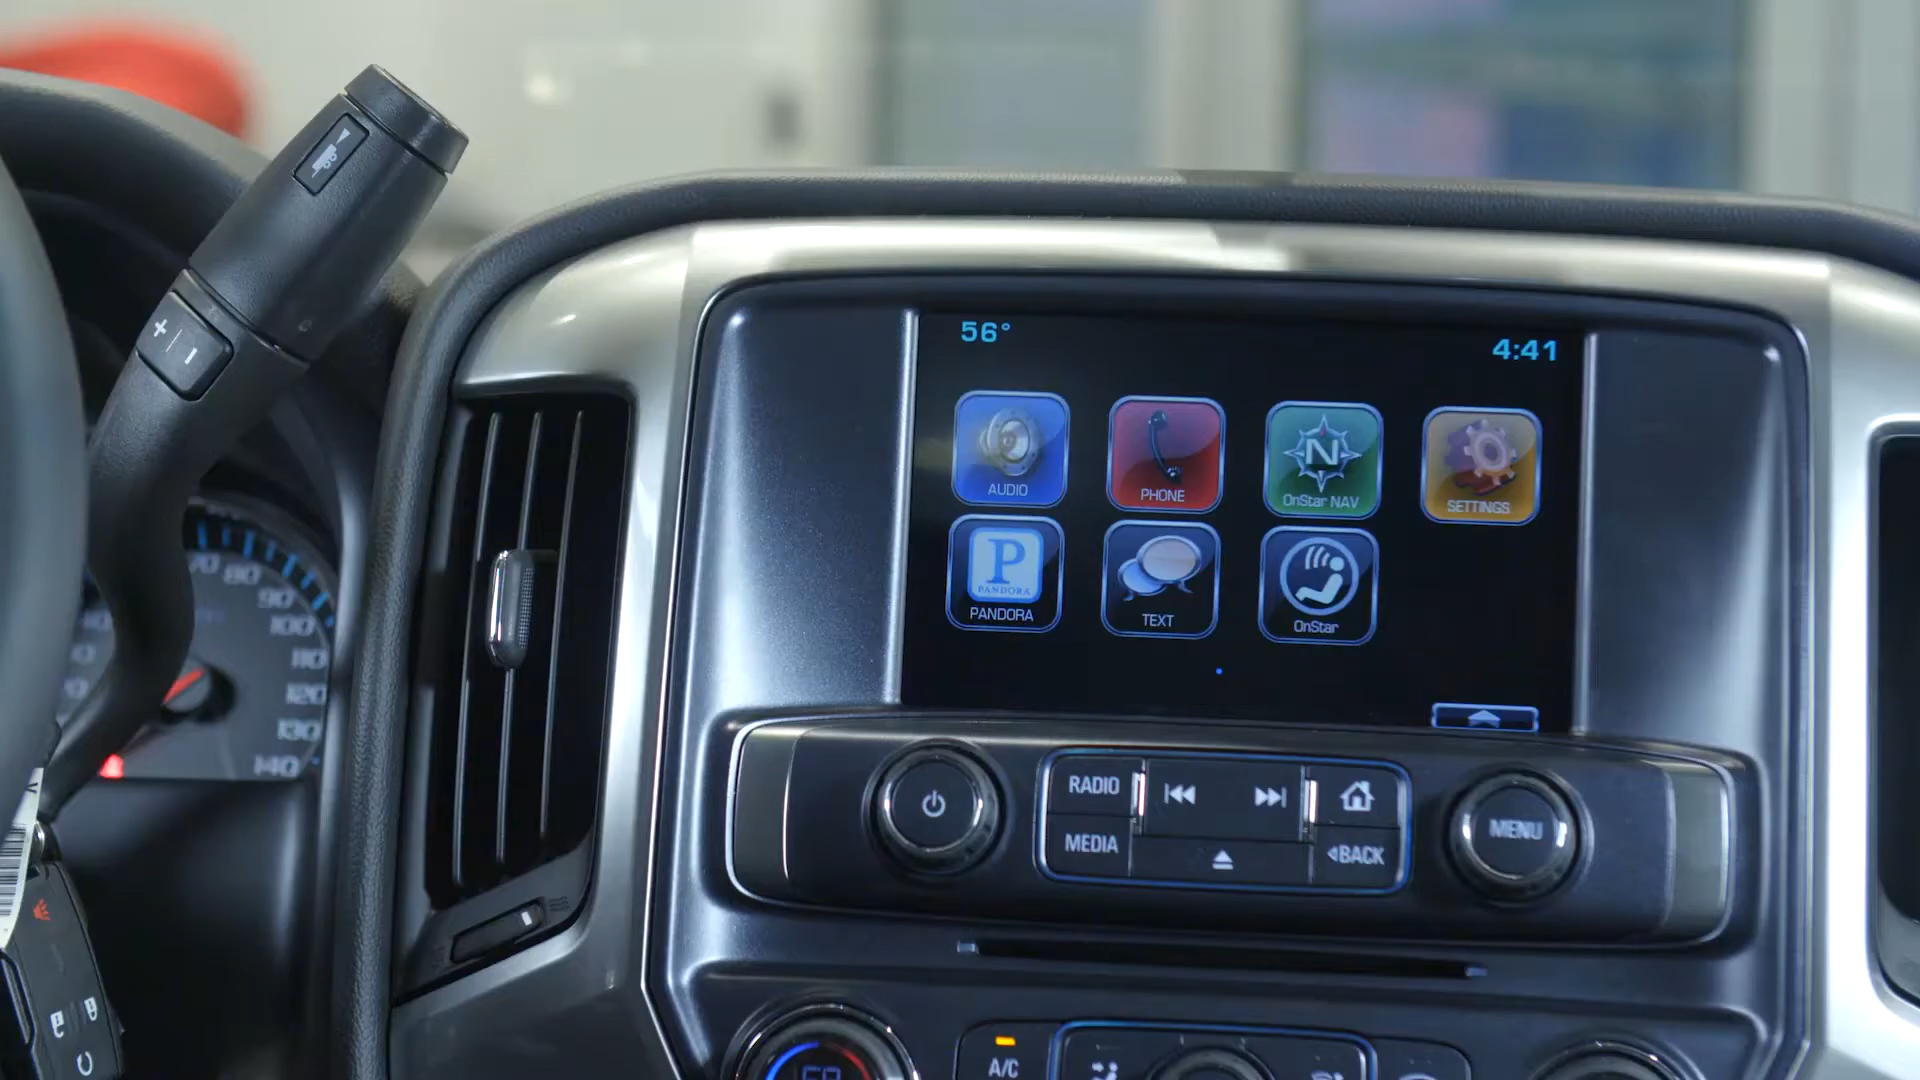 56°
4:41
AUDIO
PHONE
N
OnStar NAV
SETTINGS
P
PANDORA
PANDORA
TEXT
OnStar
+ −
70
80
90
100
110
120
130
140
RADIO
MEDIA
BACK
MENU
A/C